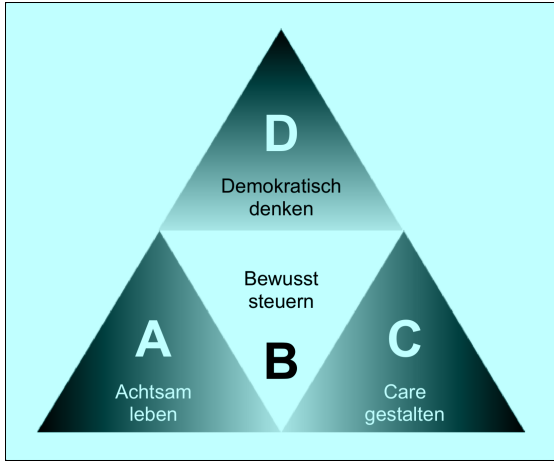 D
Demokratisch
denken
Bewusst
steuern
B
A
Achtsam
leben
C
Care
gestalten